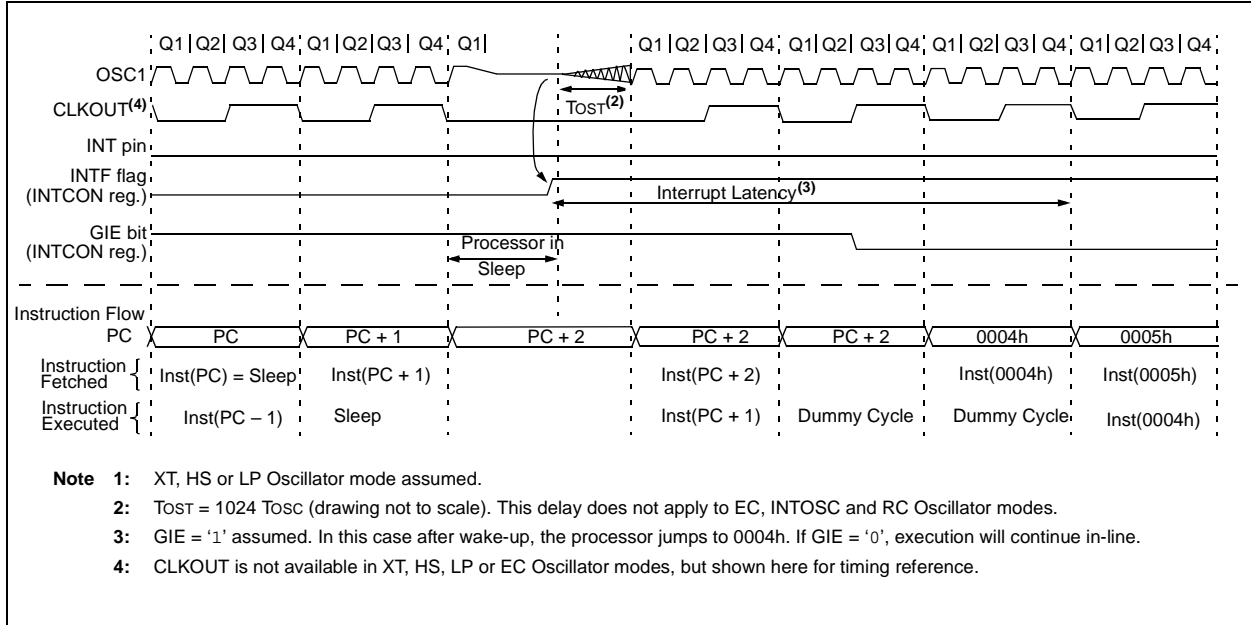 Q1 Q2 Q3 Q4 Q1 Q2 Q3 Q4 Q1 Q1 Q2 Q3 Q4 Q1 Q2 Q3 Q4 Q1 Q2 Q3 Q4 Q1 Q2 Q3 Q4
OSC1
TOST(2)
CLKOUT(4)
INT pin
INTF flag
(INTCON reg.)
Interrupt Latency(3)
GIE bit
(INTCON reg.)
Processor in
Sleep
Instruction Flow
PC PC PC + 1 PC + 2 PC + 2 PC + 2 0004h 0005h
Instruction
Fetched
Inst(PC) = Sleep Inst(PC + 1) Inst(PC + 2) Inst(0004h) Inst(0005h)
Instruction
Executed
Inst(PC – 1) Sleep Inst(PC + 1) Dummy Cycle Dummy Cycle Inst(0004h)
Note 1: XT, HS or LP Oscillator mode assumed.
2: TOST = 1024 TOSC (drawing not to scale). This delay does not apply to EC, INTOSC and RC Oscillator modes.
3: GIE = '1' assumed. In this case after wake-up, the processor jumps to 0004h. If GIE = '0', execution will continue in-line.
4: CLKOUT is not available in XT, HS, LP or EC Oscillator modes, but shown here for timing reference.